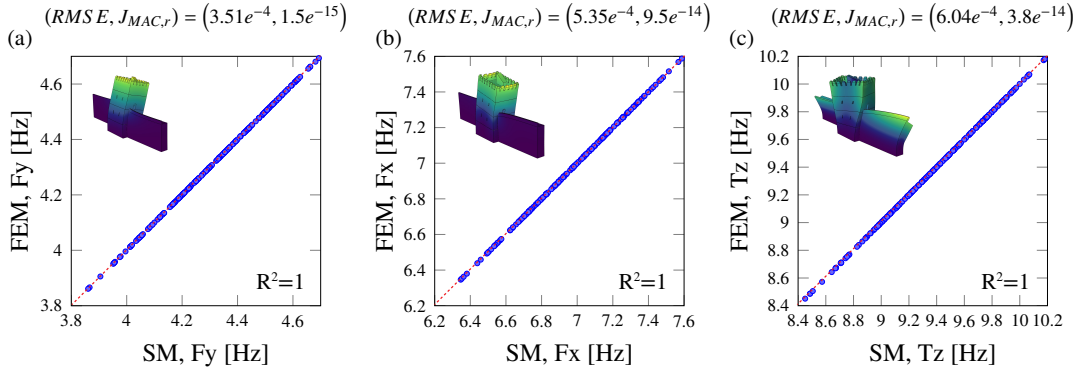 (RMSE, J_{MAC,r}) = (3.51e^{-4}, 1.5e^{-15})
(RMSE, J_{MAC,r}) = (5.35e^{-4}, 9.5e^{-14})
(RMSE, J_{MAC,r}) = (6.04e^{-4}, 3.8e^{-14})
(a)
FEM, Fy [Hz]
4.6
4.4
4.2
4
3.8
R²=1
3.8 4 4.2 4.4 4.6
SM, Fy [Hz]
(b)
FEM, Fx [Hz]
7.6
7.4
7.2
7
6.8
6.6
6.4
6.2
R²=1
6.2 6.4 6.6 6.8 7 7.2 7.4 7.6
SM, Fx [Hz]
(c)
FEM, Tz [Hz]
10.2
10
9.8
9.6
9.4
9.2
9
8.8
8.6
8.4
R²=1
8.4 8.6 8.8 9 9.2 9.4 9.6 9.8 10 10.2
SM, Tz [Hz]